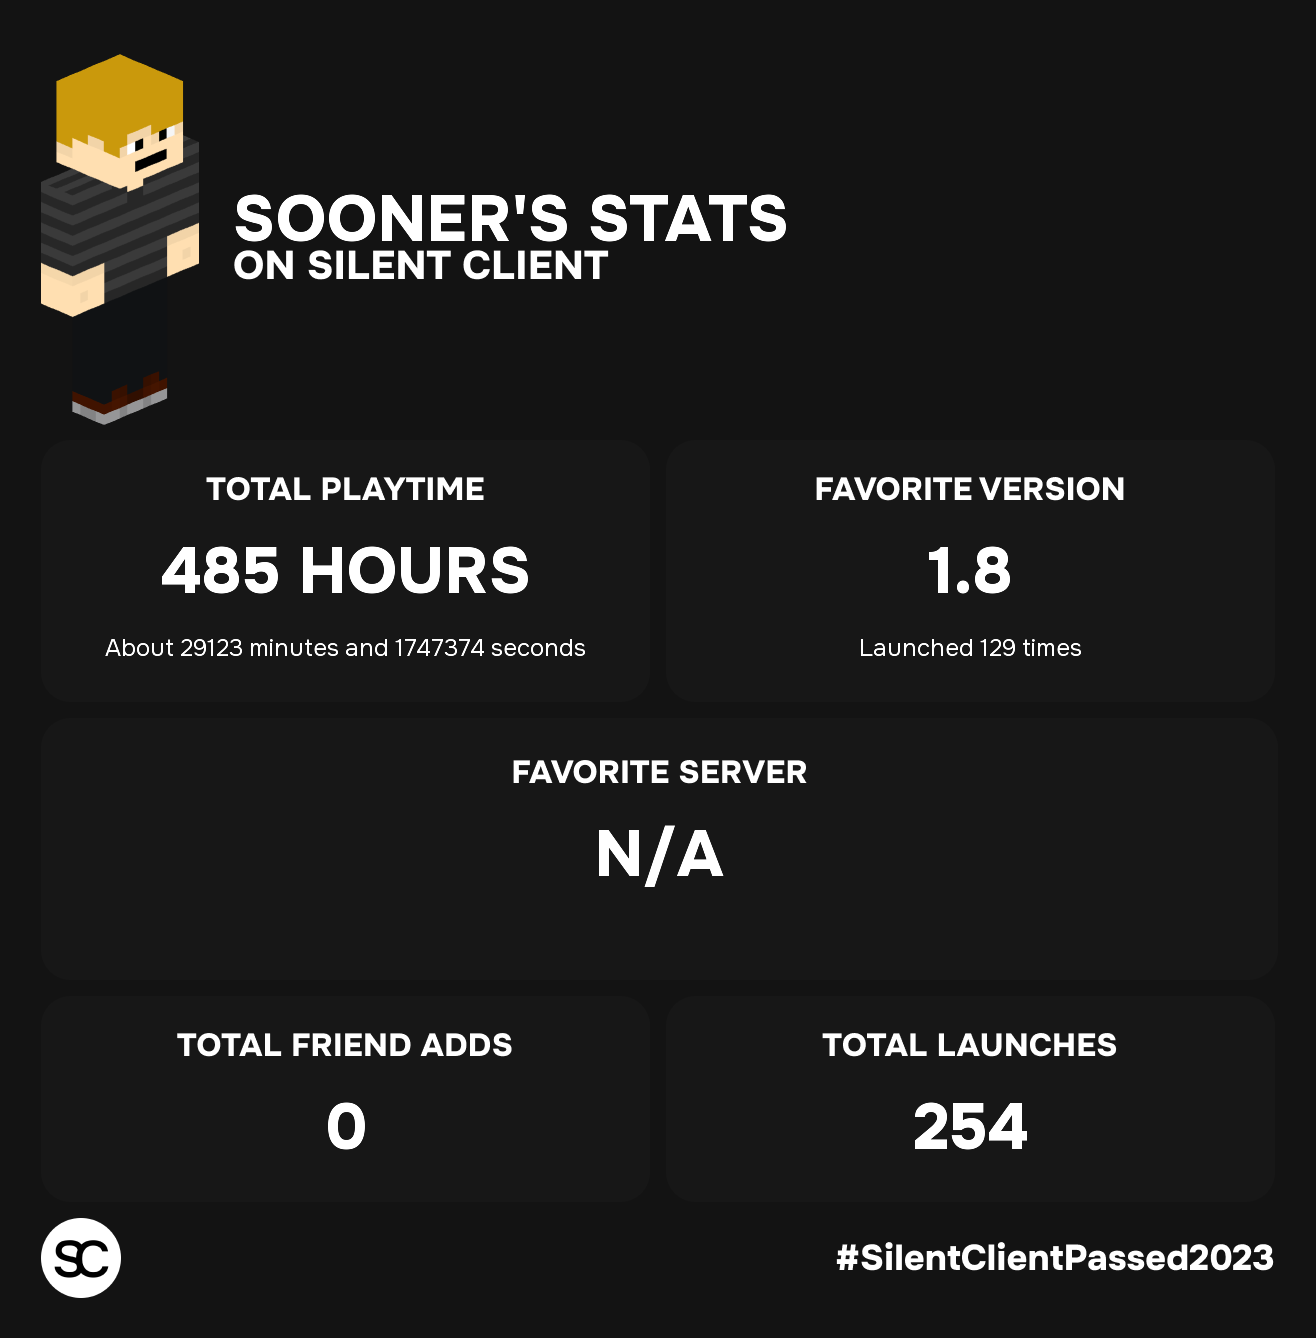 SOONER'S STATS
ON SILENT CLIENT
TOTAL PLAYTIME
485 HOURS
About 29123 minutes and 1747374 seconds
FAVORITE VERSION
1.8
Launched 129 times
FAVORITE SERVER
N/A
TOTAL FRIEND ADDS
0
TOTAL LAUNCHES
254
SC
#SilentClientPassed2023